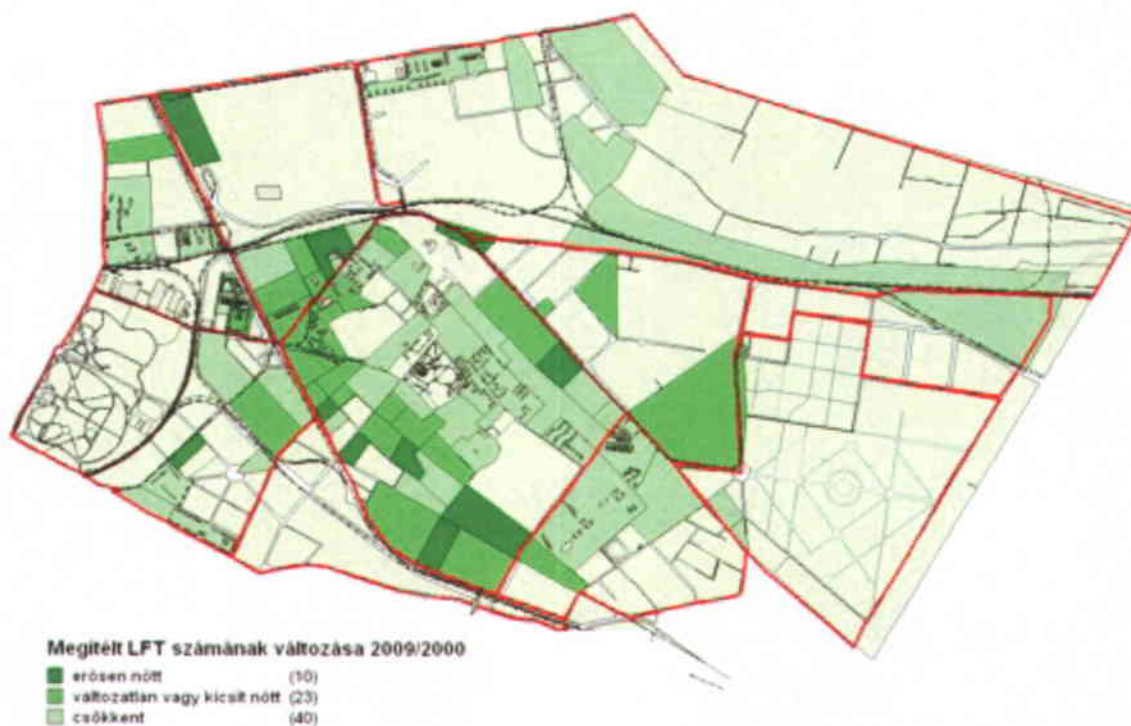 Megítélt LFT számának változása 2009/2000
erősen nőtt (10)
változatlan vagy kicsit nőtt (23)
csökkent (40)